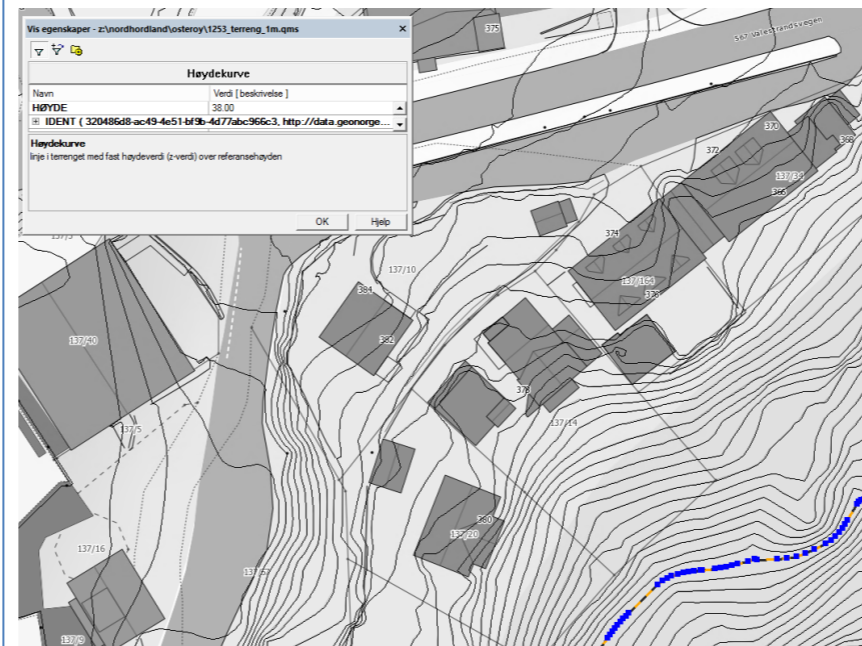 Vis egenskaper - z:\nordhordland\osteroy\1253_terreng_1m.qms
Høydekurve
Navn Verdi [ beskrivelse ]
HØYDE 38.00
IDENT ( 320486d8-ac49-4e51-bf9b-4d77abc966c3, http://data.geonorge...
Høydekurve
linje i terrenget med fast høydeverdi (z-verdi) over referansehøyden
OK Hjelp
375
567 Valestrandsvegen
370
372
368
137/34
366
374
137/10
137/164
376
384
382
137/40
137/5
137/14
380
137/20
137/16
137/9